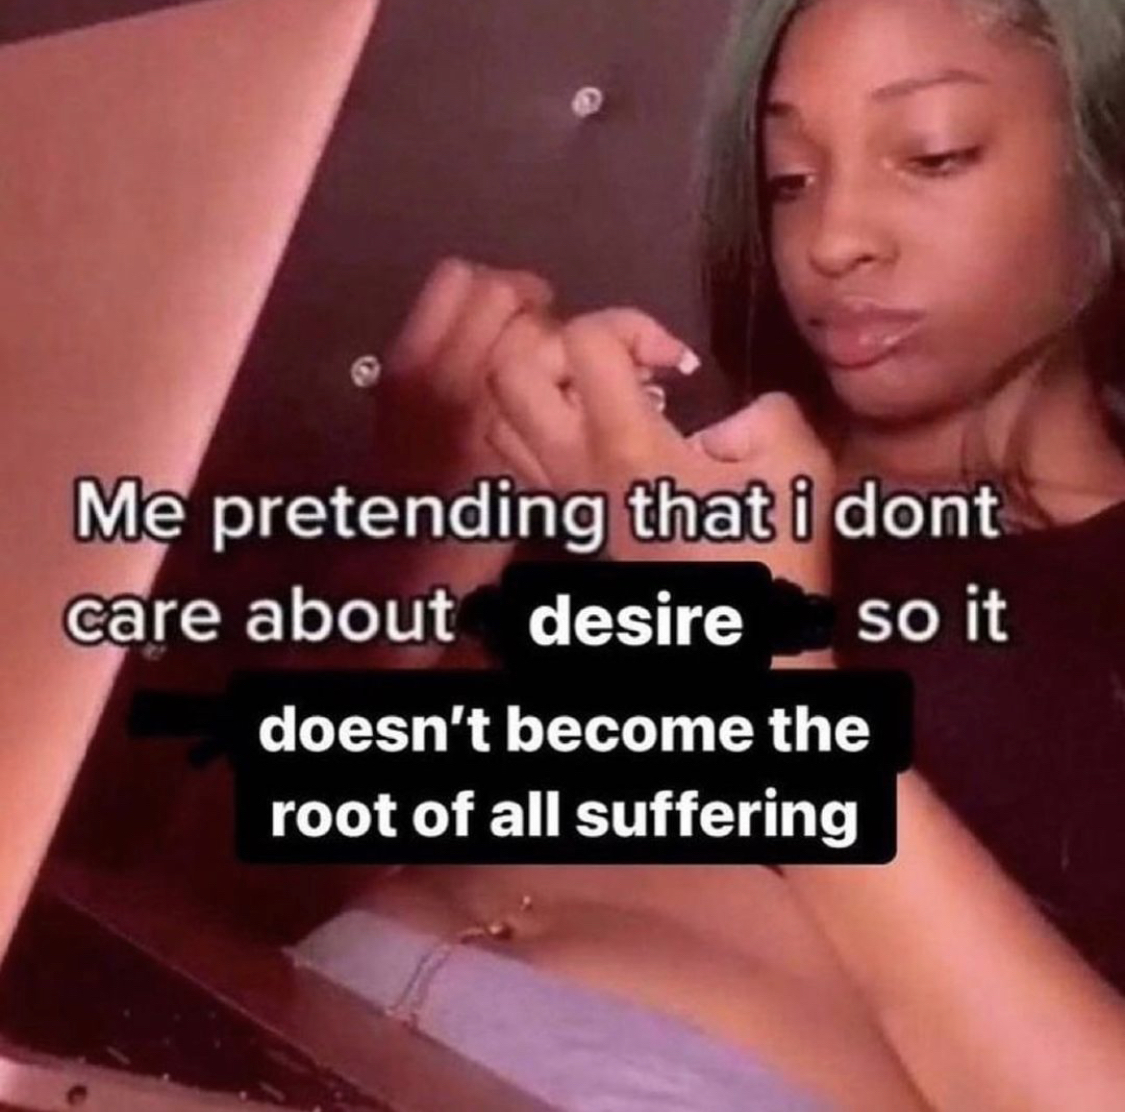 Me pretending that i dont
care about desire so it
doesn't become the
root of all suffering